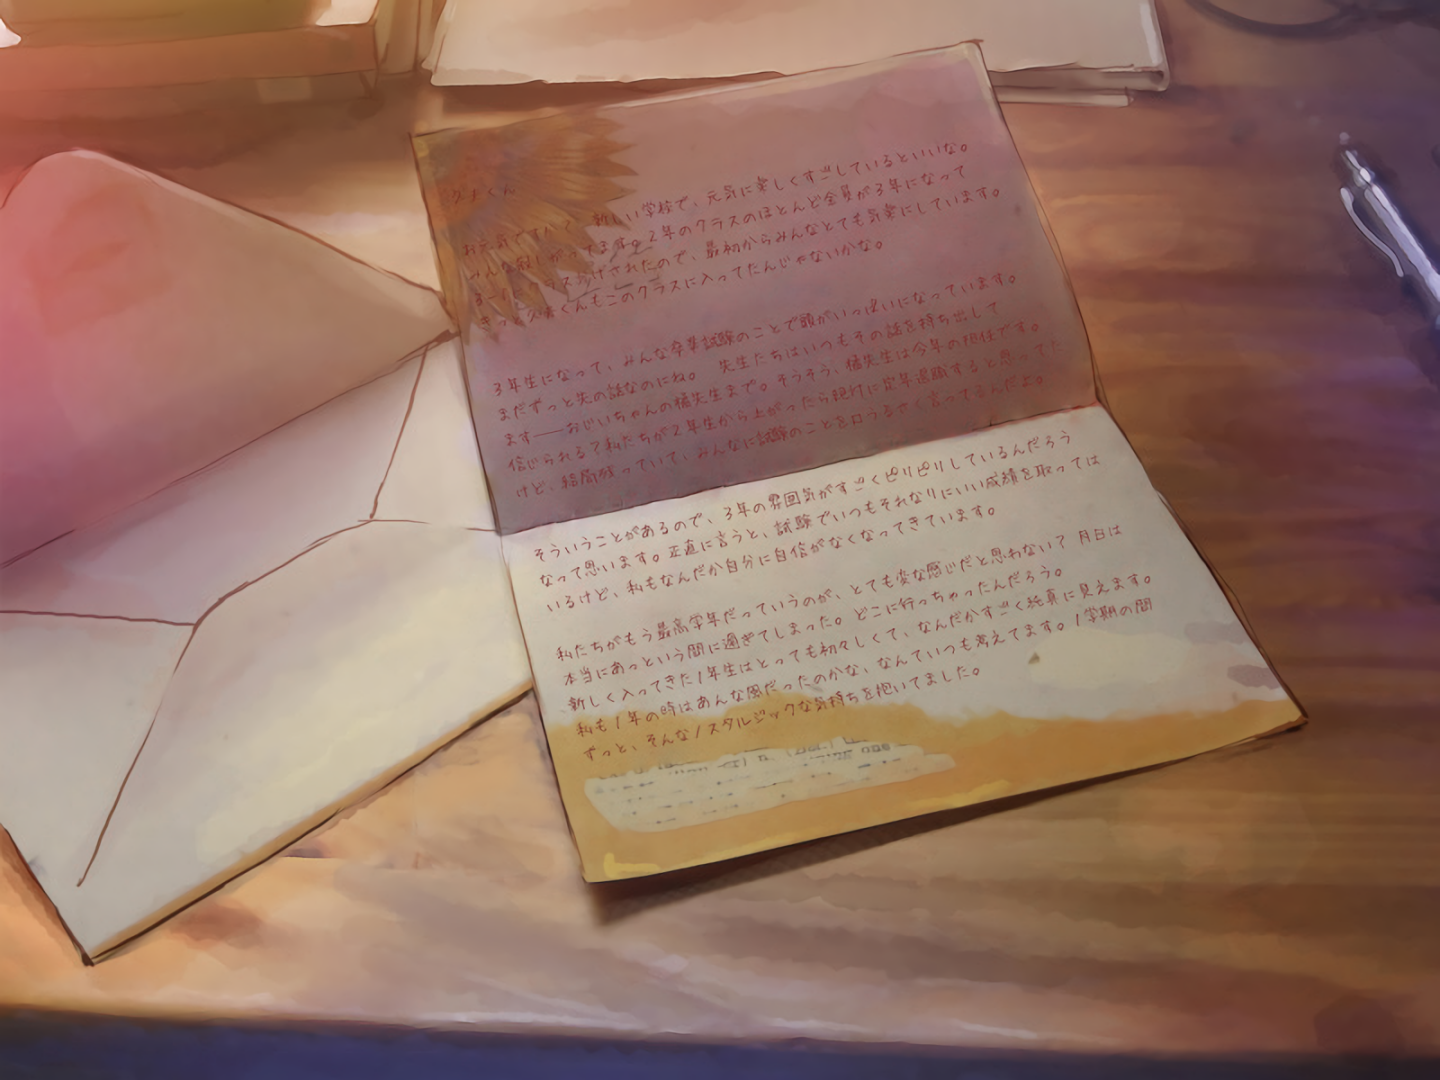 久夫くん
お元気ですか?　新しい学校で、元気に楽しくすごしているといいな。
みんな寂しがってます。2年のクラスのほとんど全員が3年になって
クラス げされたので、最初からみんなとても気楽にしています。
きっと久夫くんもこのクラスに入ってたんじゃないかな。
3年生になって、みんな卒業試験のことで頭がいっぱいになっています。
まだずっと先の話なのにね。　先生たちはいつもその話を持ち出して
ます――おじいちゃんの橘先生まで。そうそう、橘先生は今年の担任です。
信じられる?私たちが2年生から上がったら絶対に定年退職すると思ってた
けど、結局残っていて、みんなに試験のことを口うるさく言ってきんだよ。
そういうことがあるので、3年の雰囲気がすごくピリピリしているんだろう
なって思います。正直に言うと、試験でいつもそれなりにいい成績を取っては
いるけど、私もなんだか自分に自信がなくなってきています。
私たちがもう最高学年だっていうのが、とても変な感じだと思わない?　月日は
本当にあっという間に過ぎてしまった。どこに行っちゃったんだろう。
新しく入ってきた1年生はとっても初々しくて、なんだかすごく純真に見えます。
私も1年の時はあんな風だったのかな、なんていつも考えてます。1学期の間
ずっと、そんなノスタルジックな気持ちを抱いてました。